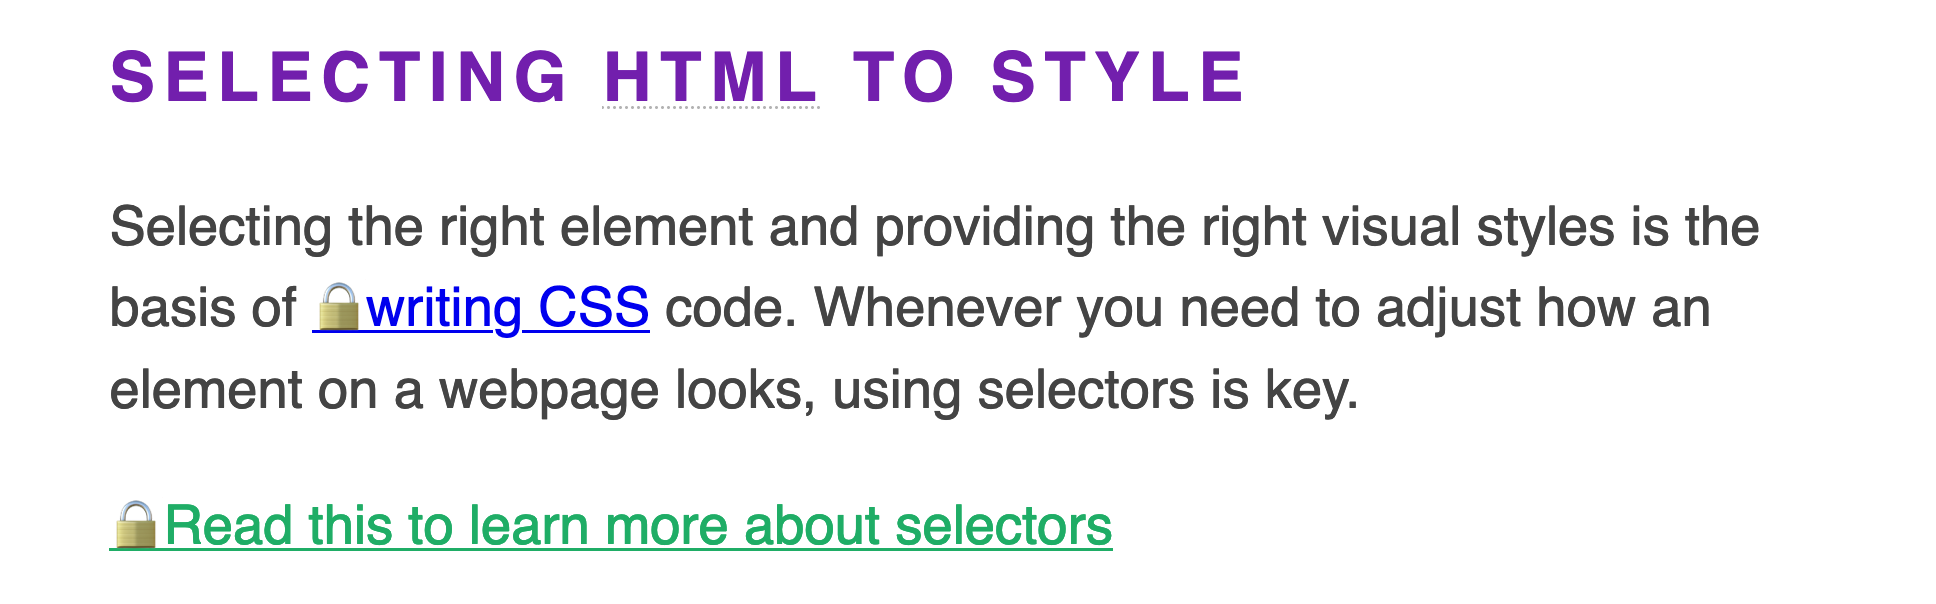 SELECTING HTML TO STYLE
Selecting the right element and providing the right visual styles is the
basis of 🔒writing CSS code. Whenever you need to adjust how an
element on a webpage looks, using selectors is key.
🔒Read this to learn more about selectors